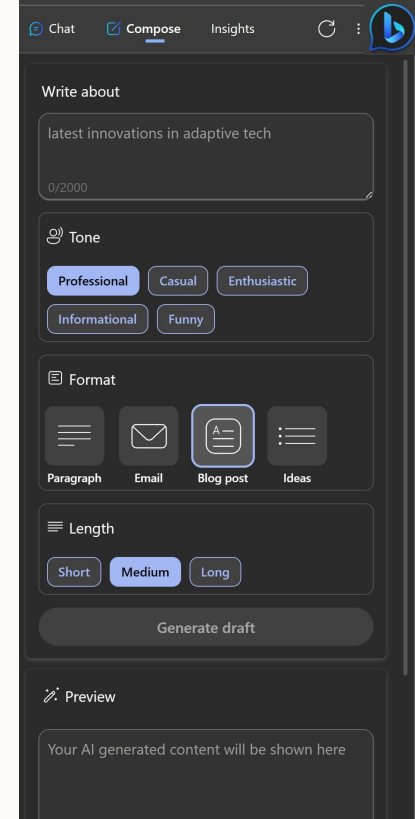 Chat Compose Insights
Write about
latest innovations in adaptive tech
0/2000
Tone
Professional Casual Enthusiastic
Informational Funny
Format
Paragraph Email Blog post Ideas
Length
Short Medium Long
Generate draft
Preview
Your AI generated content will be shown here